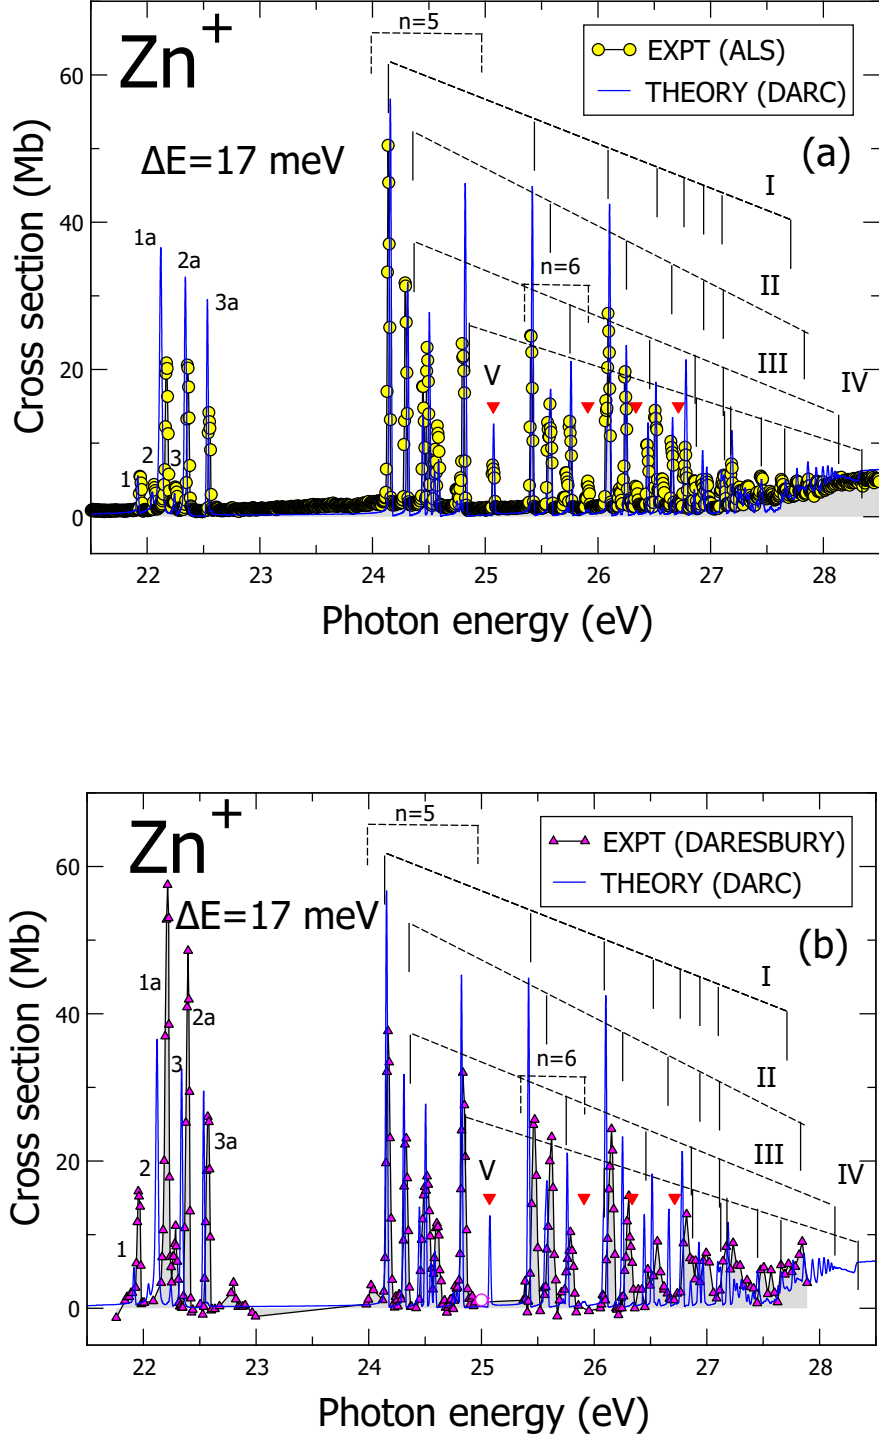 Zn+
n=5
EXPT (ALS)
THEORY (DARC)
(a)
ΔE=17 meV
60
40
20
0
Cross section (Mb)
1a
2a
3a
1
2
3
n=6
I
II
III
IV
V
22
23
24
25
26
27
28
Photon energy (eV)
Zn+
n=5
EXPT (DARESBURY)
THEORY (DARC)
(b)
ΔE=17 meV
60
40
20
0
Cross section (Mb)
1a
2a
3
3a
2
1
n=6
I
II
III
IV
V
22
23
24
25
26
27
28
Photon energy (eV)